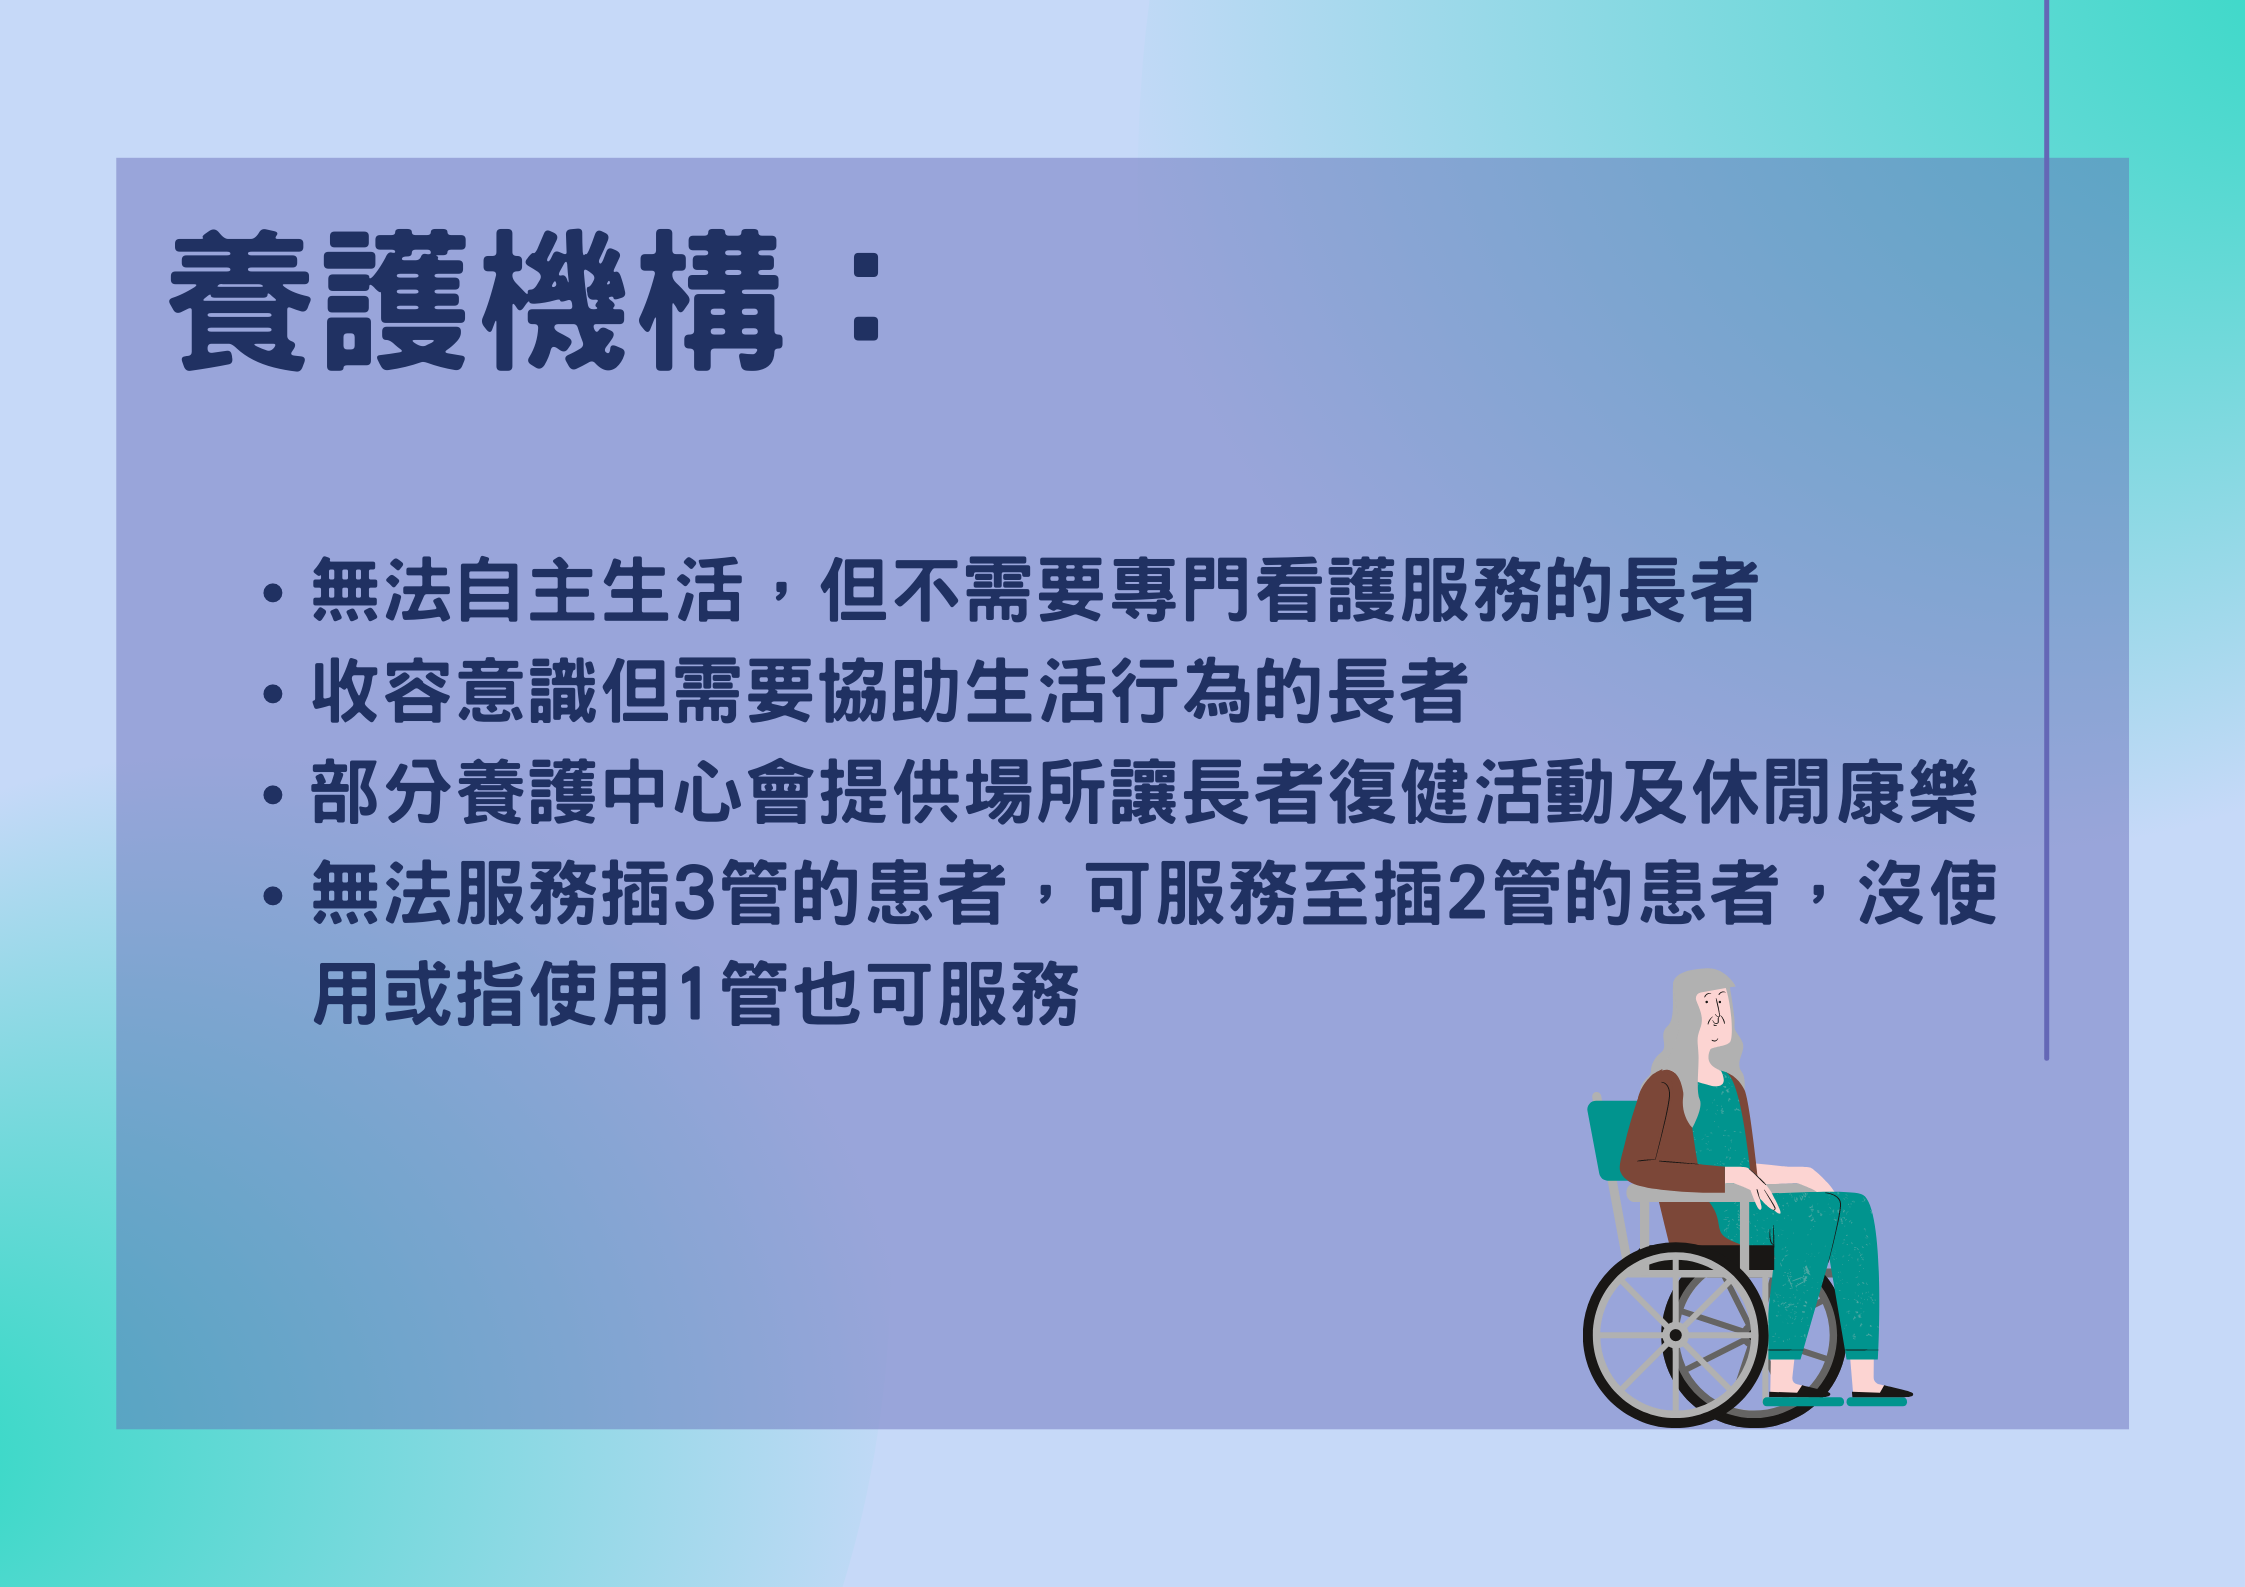 養護機構：
• 無法自主生活，但不需要專門看護服務的長者
• 收容意識但需要協助生活行為的長者
• 部分養護中心會提供場所讓長者復健活動及休閒康樂
• 無法服務插3管的患者，可服務至插2管的患者，沒使
用或指使用1管也可服務